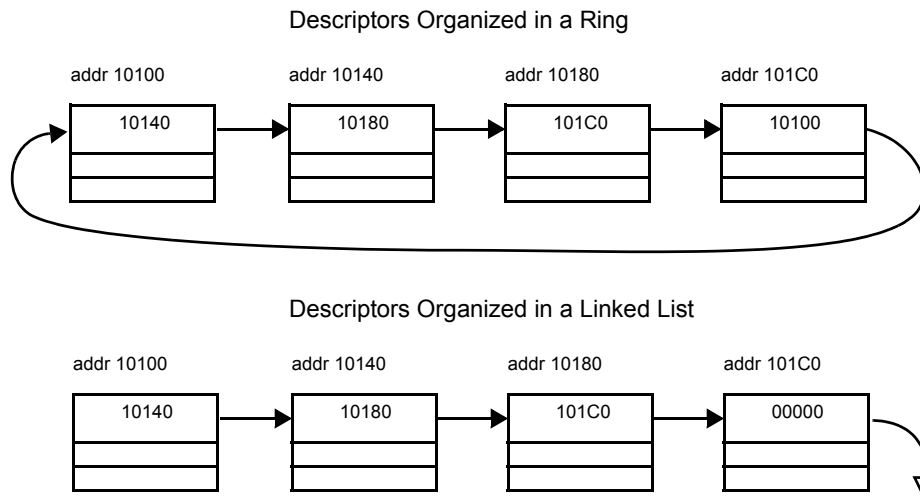 Descriptors Organized in a Ring
addr 10100 addr 10140 addr 10180 addr 101C0
10140 10180 101C0 10100
Descriptors Organized in a Linked List
addr 10100 addr 10140 addr 10180 addr 101C0
10140 10180 101C0 00000